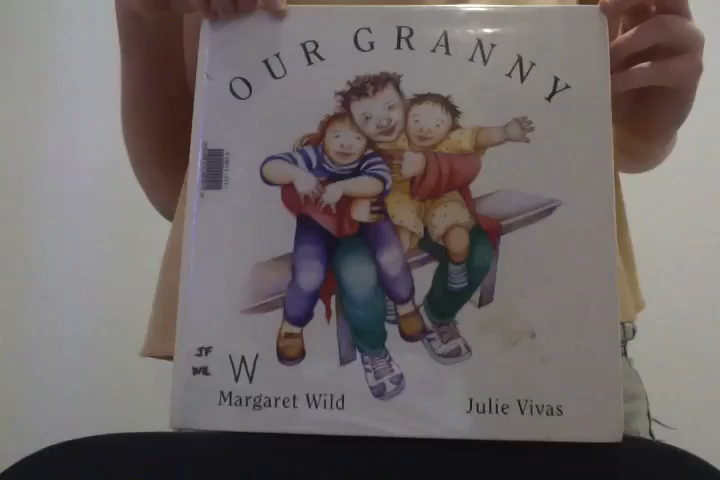 OUR GRANNY
JF
WIL
W
Margaret Wild
Julie Vivas